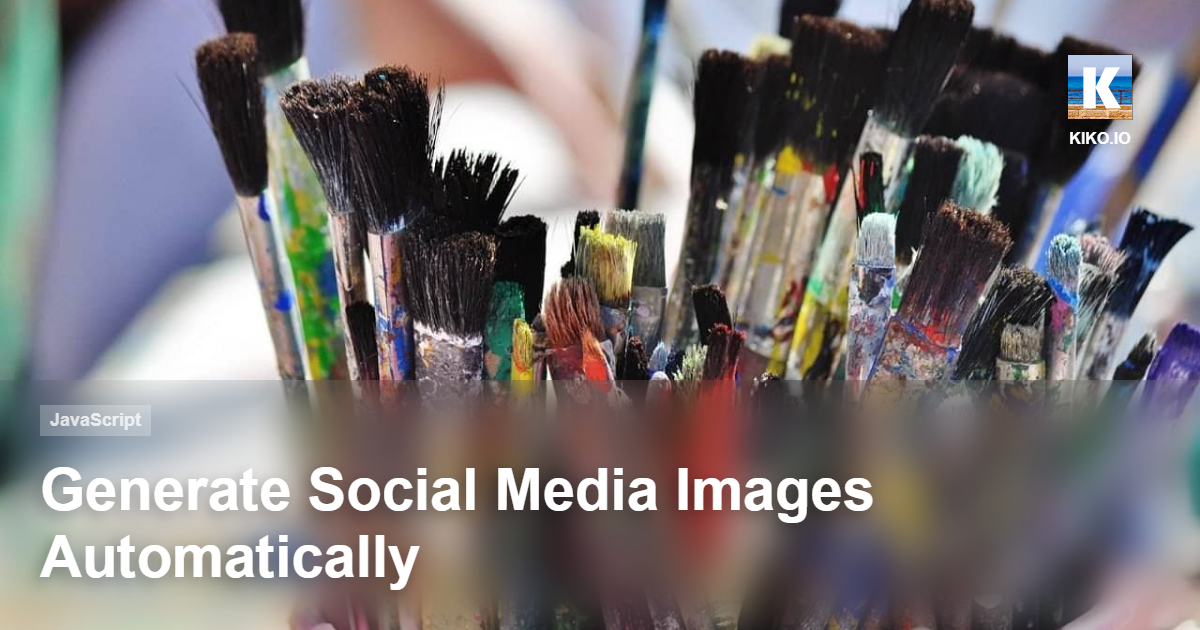 K
KIKO.IO
JavaScript
Generate Social Media Images
Automatically